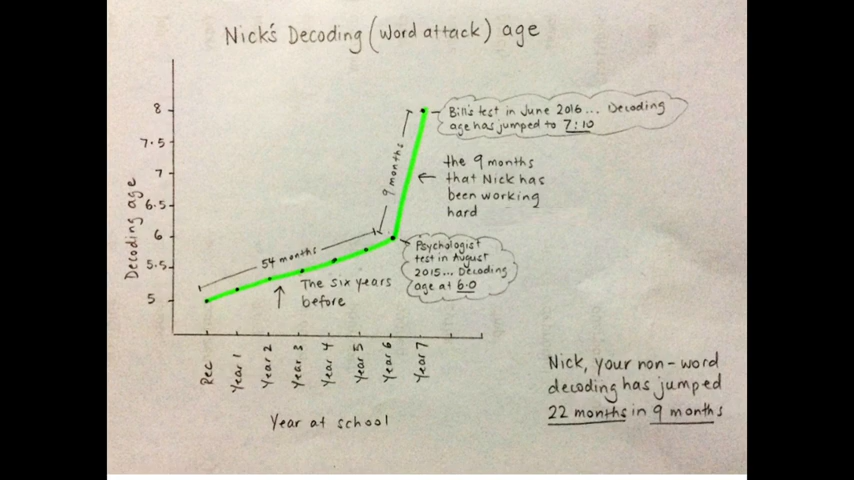 Nick's Decoding (Word attack) age
Decoding age
8
7.5
7
6.5
6
5.5
5
54 months
9 months
Bill's test in June 2016... Decoding
age has jumped to 7:10
the 9 months
that Nick has
been working
hard
Psychologist
test in August
2015... Decoding
age at 6.0
The six years
before
Rec
Year 1
Year 2
Year 3
Year 4
Year 5
Year 6
Year 7
Year at school
Nick, your non-word
decoding has jumped
22 months in 9 months